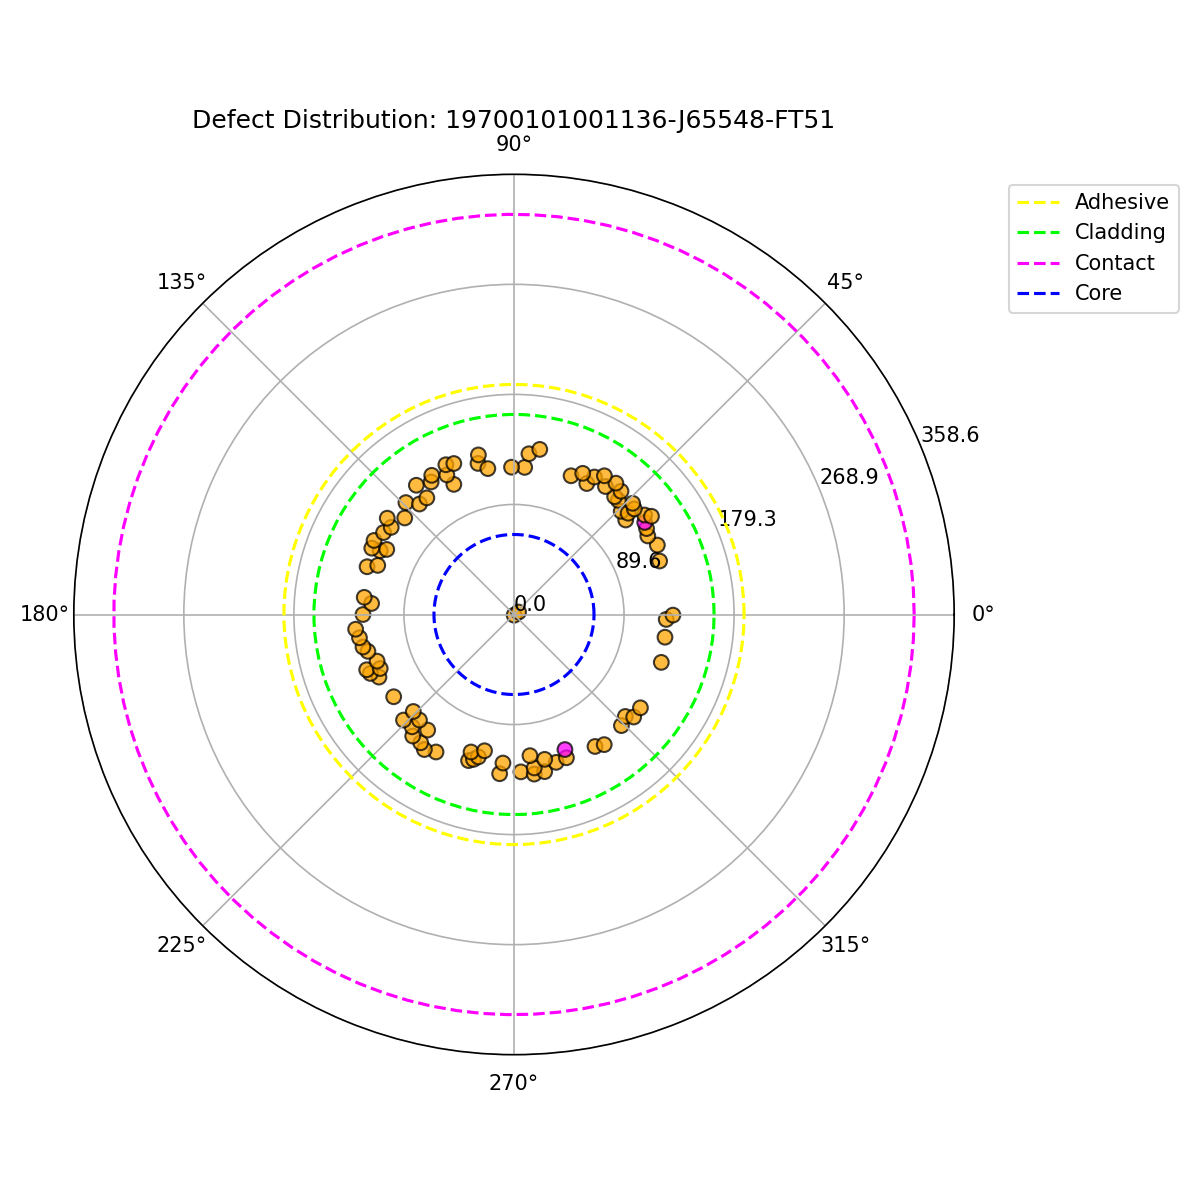 Defect Distribution: 19700101001136-J65548-FT51
90°
Adhesive
Cladding
Contact
Core
135°
45°
358.6
268.9
179.3
89.6
0.0
180°
0°
225°
315°
270°